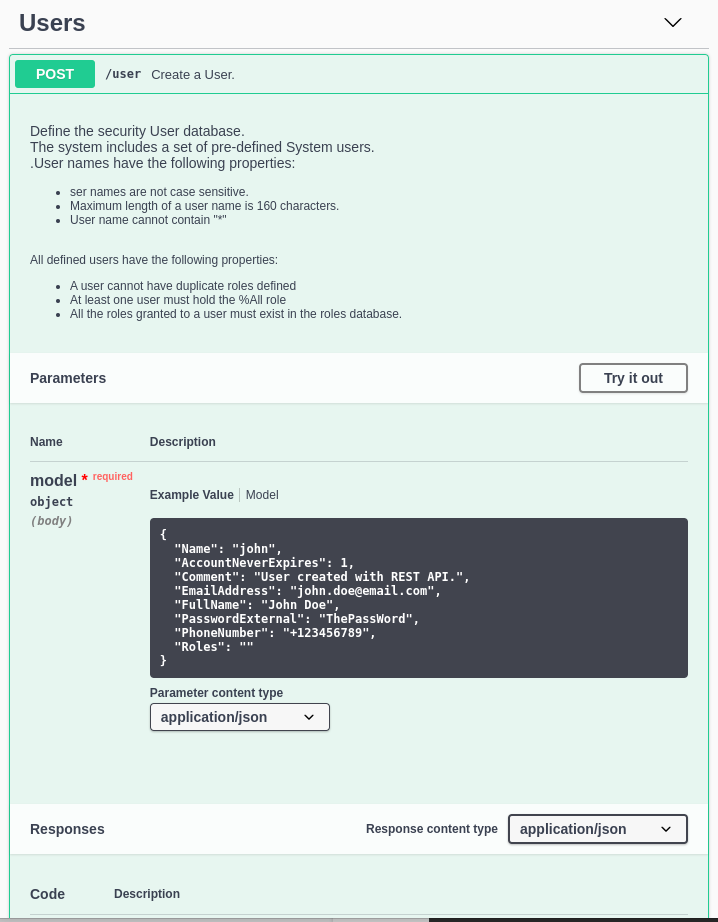 Users
POST /user Create a User.
Define the security User database.
The system includes a set of pre-defined System users.
.User names have the following properties:
ser names are not case sensitive.
Maximum length of a user name is 160 characters.
User name cannot contain "*"
All defined users have the following properties:
A user cannot have duplicate roles defined
At least one user must hold the %All role
All the roles granted to a user must exist in the roles database.
Parameters Try it out
Name Description
model * required
object
(body)
Example Value Model
{
"Name": "john",
"AccountNeverExpires": 1,
"Comment": "User created with REST API.",
"EmailAddress": "john.doe@email.com",
"FullName": "John Doe",
"PasswordExternal": "ThePassWord",
"PhoneNumber": "+123456789",
"Roles": ""
}
Parameter content type
application/json
Responses Response content type application/json
Code Description